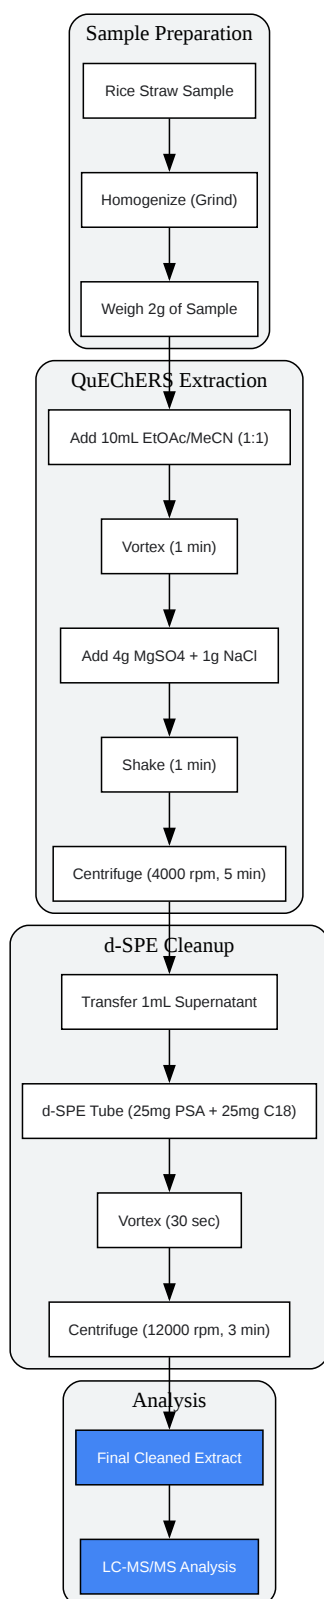 Sample Preparation
Rice Straw Sample
Homogenize (Grind)
Weigh 2g of Sample
QuEChERS Extraction
Add 10mL EtOAc/MeCN (1:1)
Vortex (1 min)
Add 4g MgSO4 + 1g NaCl
Shake (1 min)
Centrifuge (4000 rpm, 5 min)
d-SPE Cleanup
Transfer 1mL Supernatant
d-SPE Tube (25mg PSA + 25mg C18)
Vortex (30 sec)
Centrifuge (12000 rpm, 3 min)
Analysis
Final Cleaned Extract
LC-MS/MS Analysis